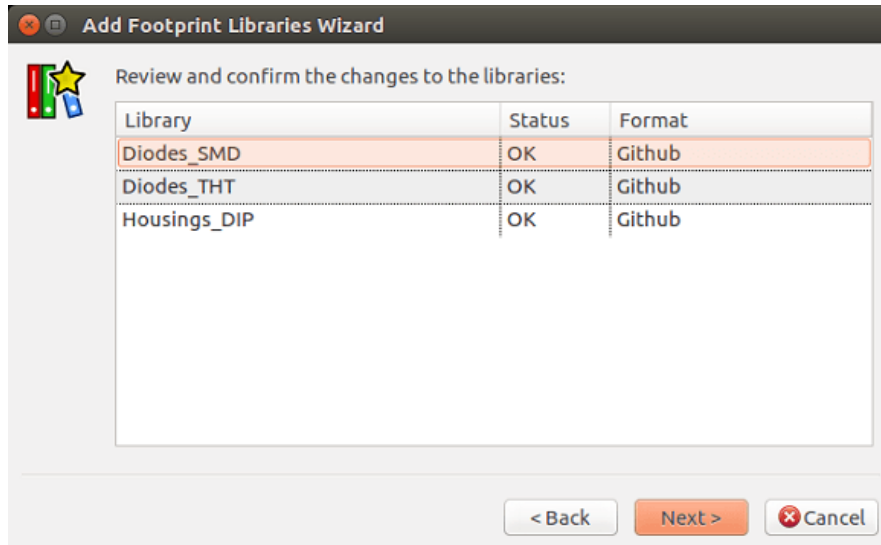 Add Footprint Libraries Wizard
Review and confirm the changes to the libraries:
Library Status Format
Diodes_SMD OK Github
Diodes_THT OK Github
Housings_DIP OK Github
< Back Next > Cancel